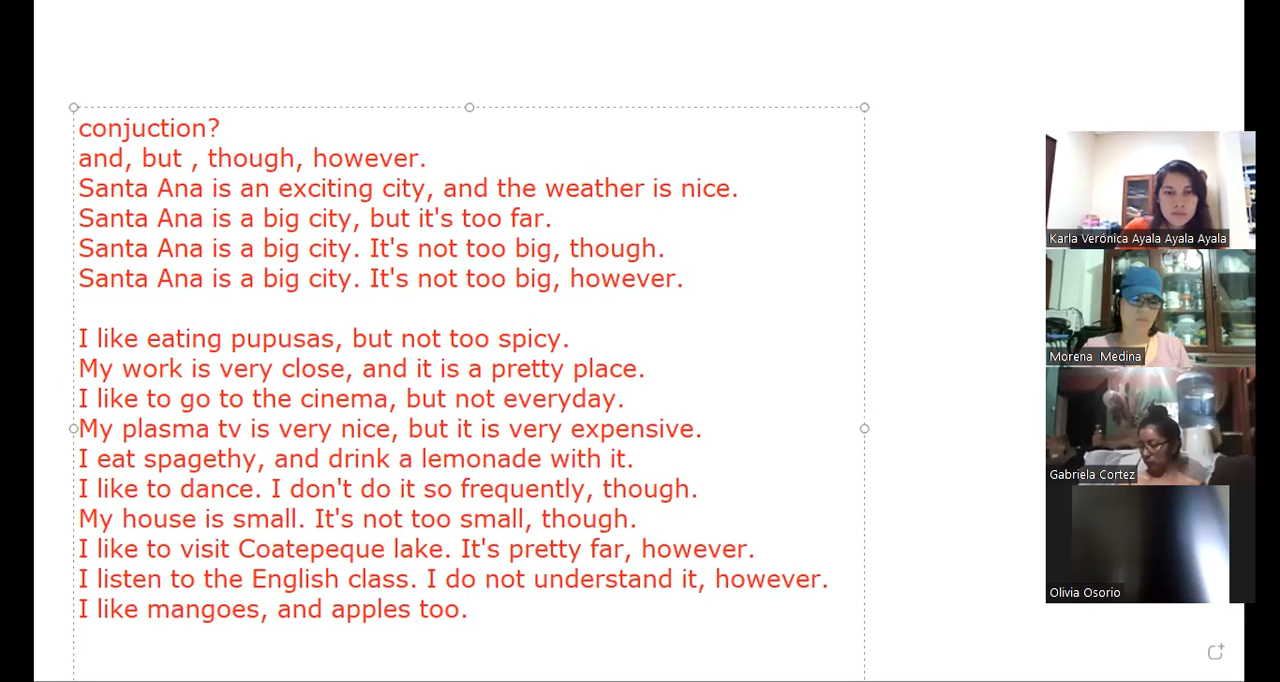 conjuction?
and, but , though, however.
Santa Ana is an exciting city, and the weather is nice.
Santa Ana is a big city, but it's too far.
Santa Ana is a big city. It's not too big, though.
Santa Ana is a big city. It's not too big, however.
I like eating pupusas, but not too spicy.
My work is very close, and it is a pretty place.
I like to go to the cinema, but not everyday.
My plasma tv is very nice, but it is very expensive.
I eat spagethy, and drink a lemonade with it.
I like to dance. I don't do it so frequently, though.
My house is small. It's not too small, though.
I like to visit Coatepeque lake. It's pretty far, however.
I listen to the English class. I do not understand it, however.
I like mangoes, and apples too.
Karla Verónica Ayala Ayala Ayala
Morena Medina
Gabriela Cortez
Olivia Osorio